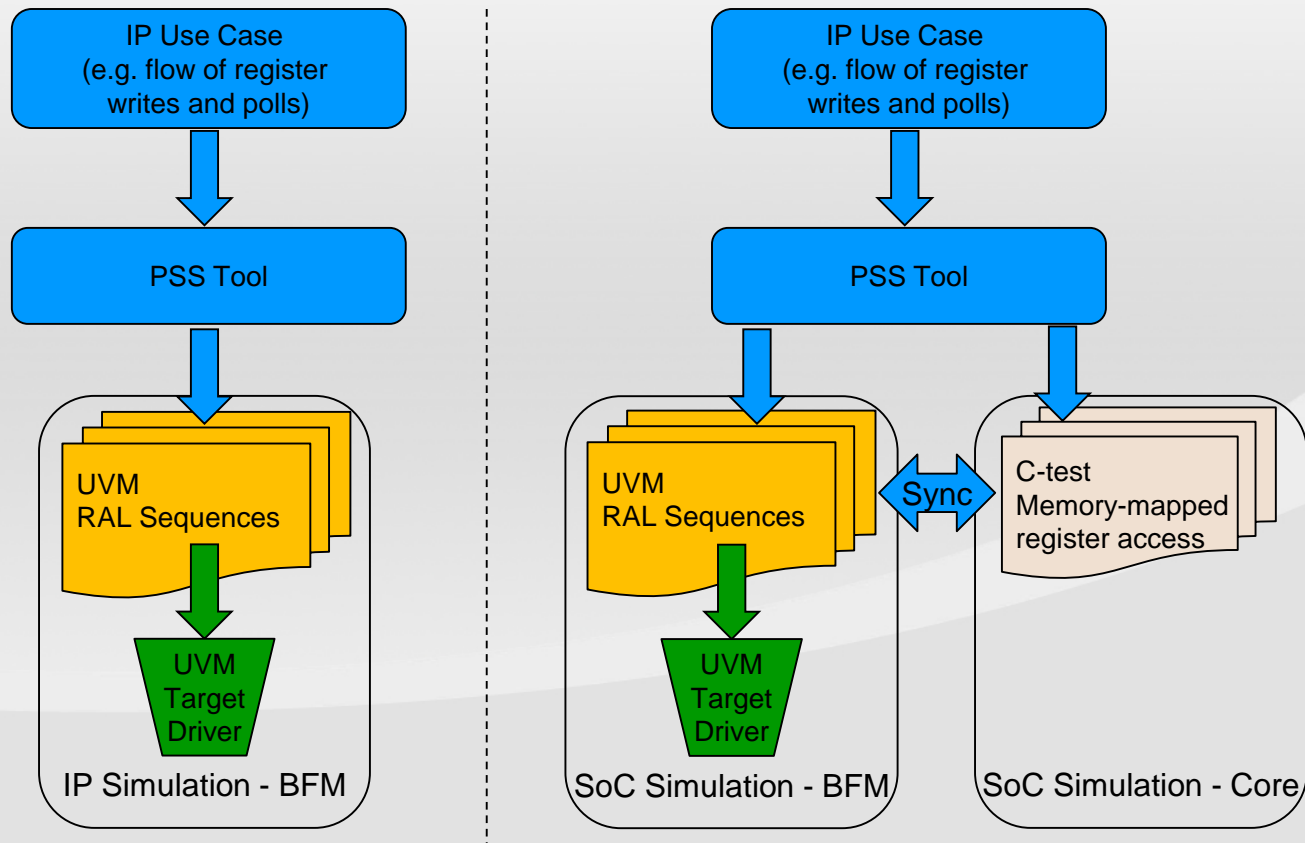 IP Use Case
(e.g. flow of register
writes and polls)
PSS Tool
UVM
RAL Sequences
UVM
Target
Driver
IP Simulation - BFM
IP Use Case
(e.g. flow of register
writes and polls)
PSS Tool
UVM
RAL Sequences
UVM
Target
Driver
SoC Simulation - BFM
Sync
C-test
Memory-mapped
register access
SoC Simulation - Core